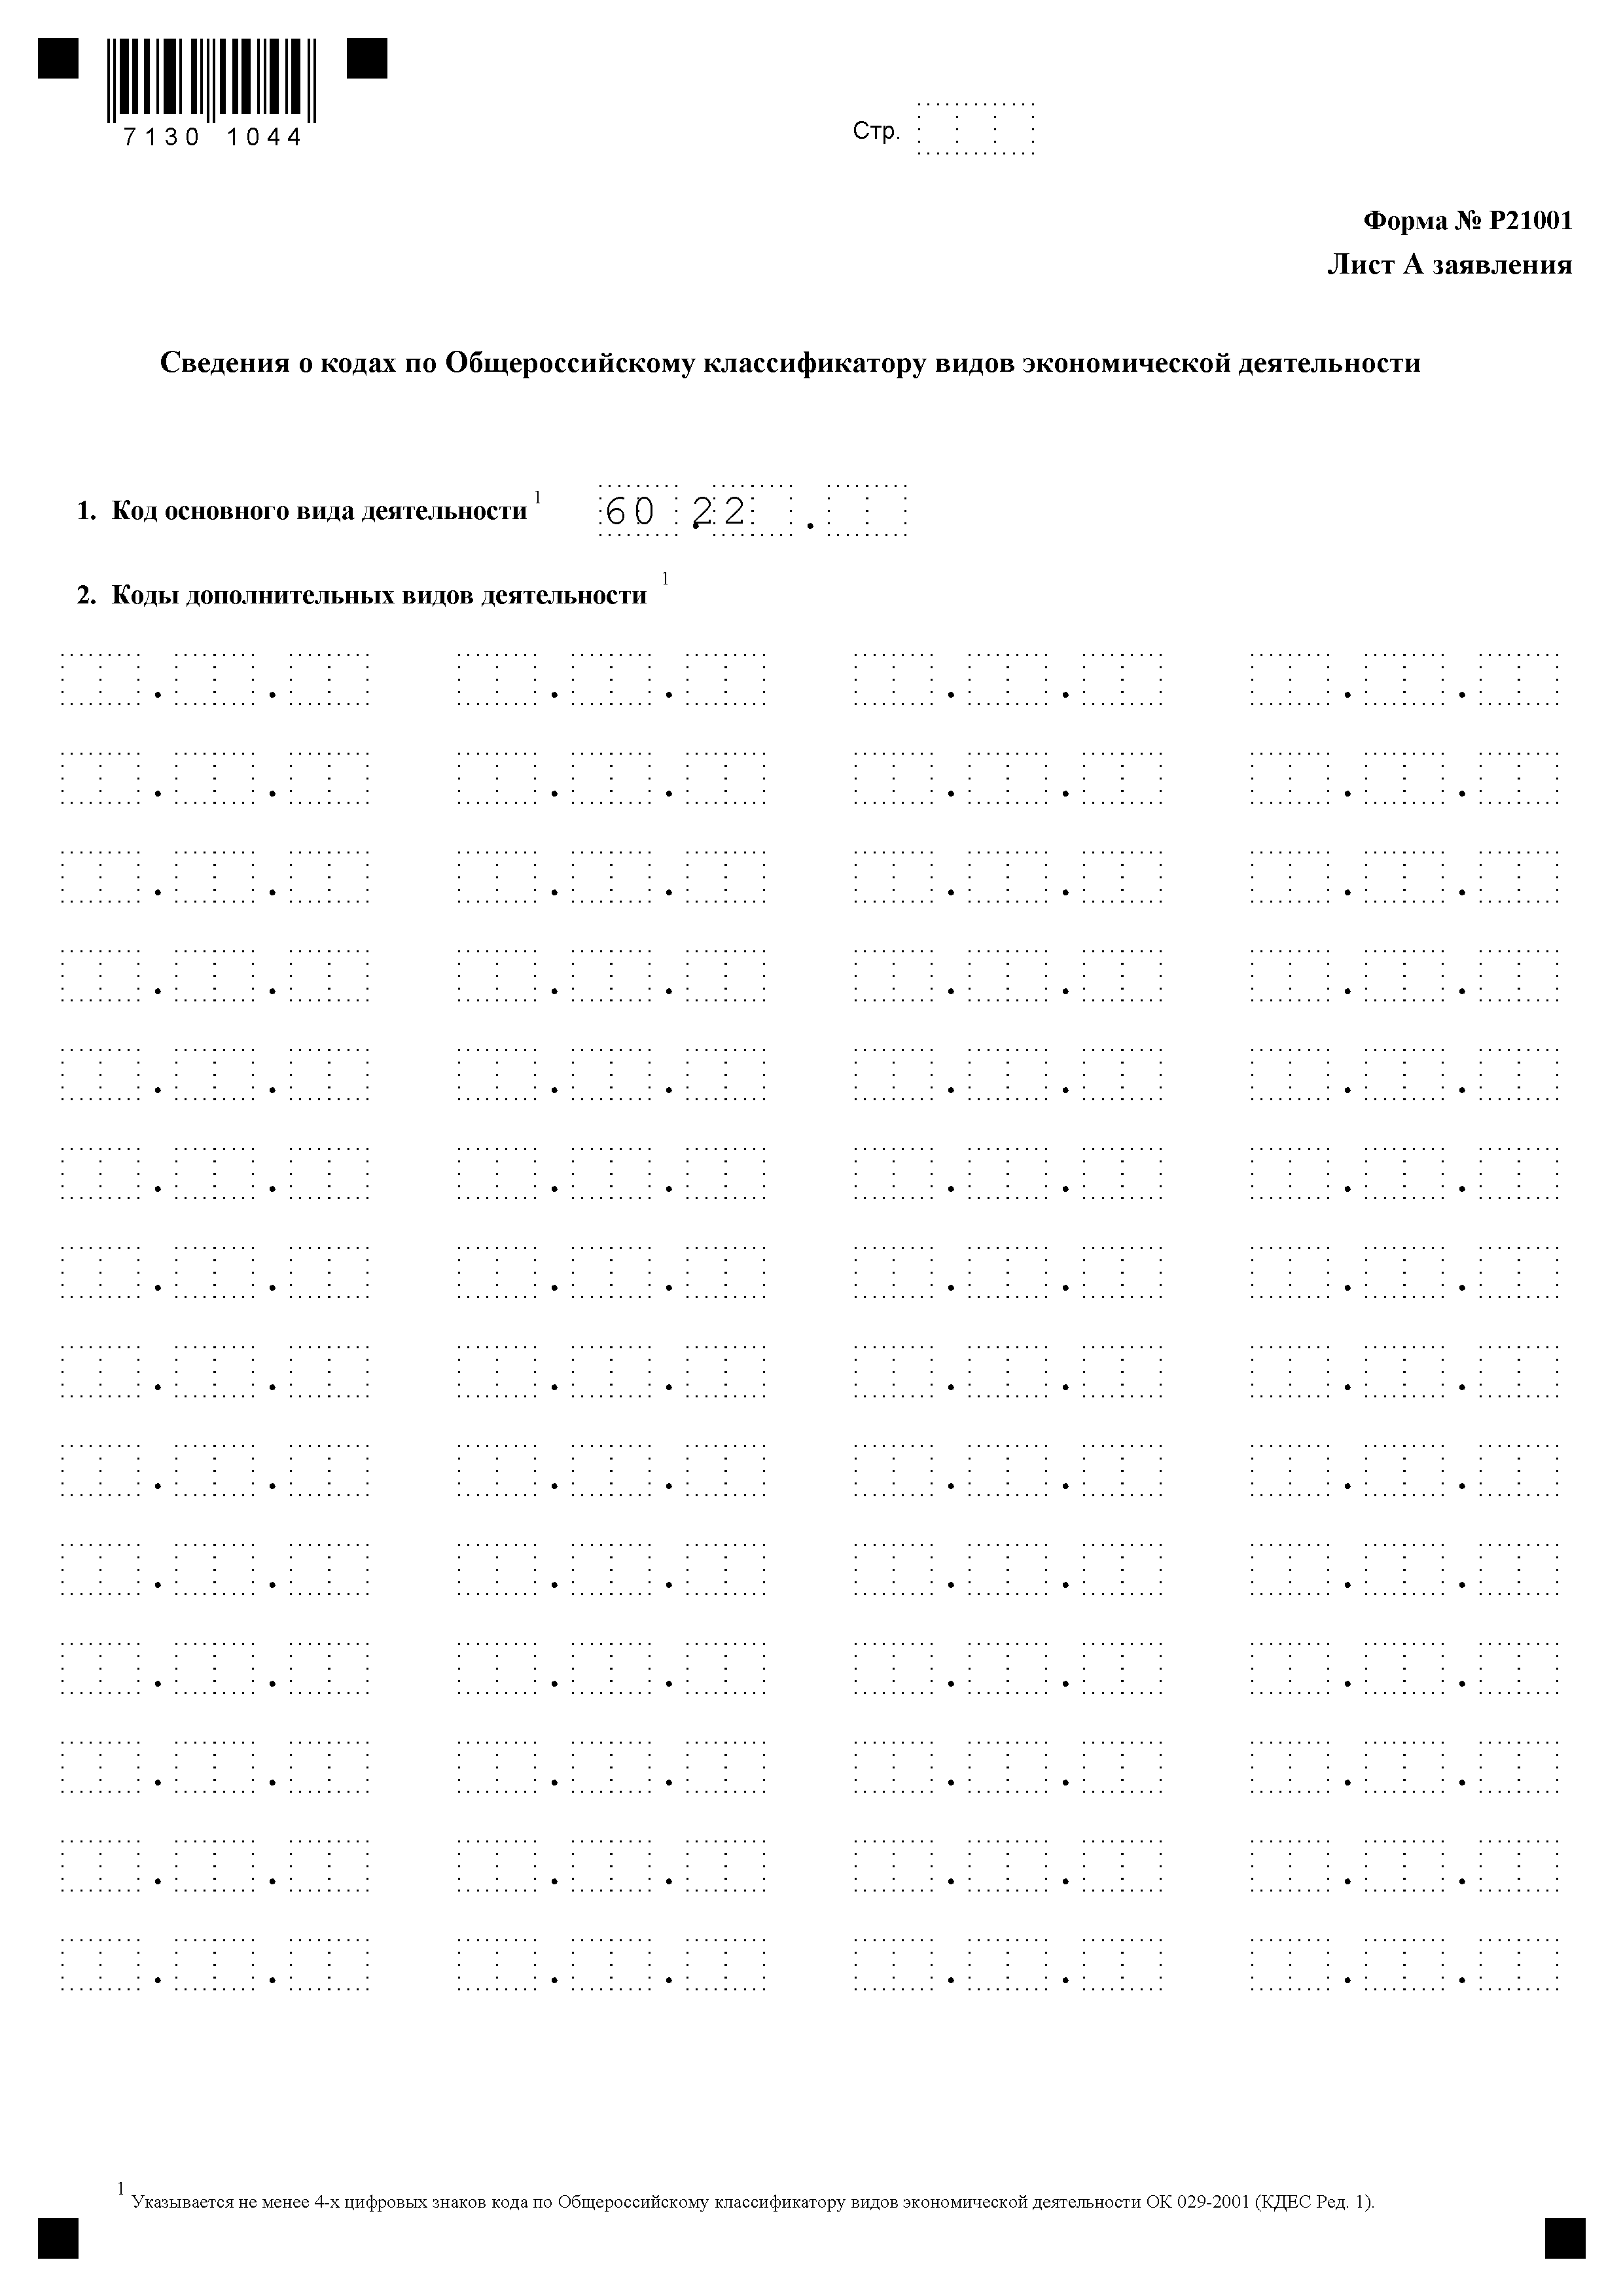 7130 1044
Стр.
Форма № Р21001
Лист А заявления
Сведения о кодах по Общероссийскому классификатору видов экономической деятельности
1. Код основного вида деятельности 1 60.22 .
2. Коды дополнительных видов деятельности 1
1 Указывается не менее 4-х цифровых знаков кода по Общероссийскому классификатору видов экономической деятельности ОК 029-2001 (КДЕС Ред. 1).